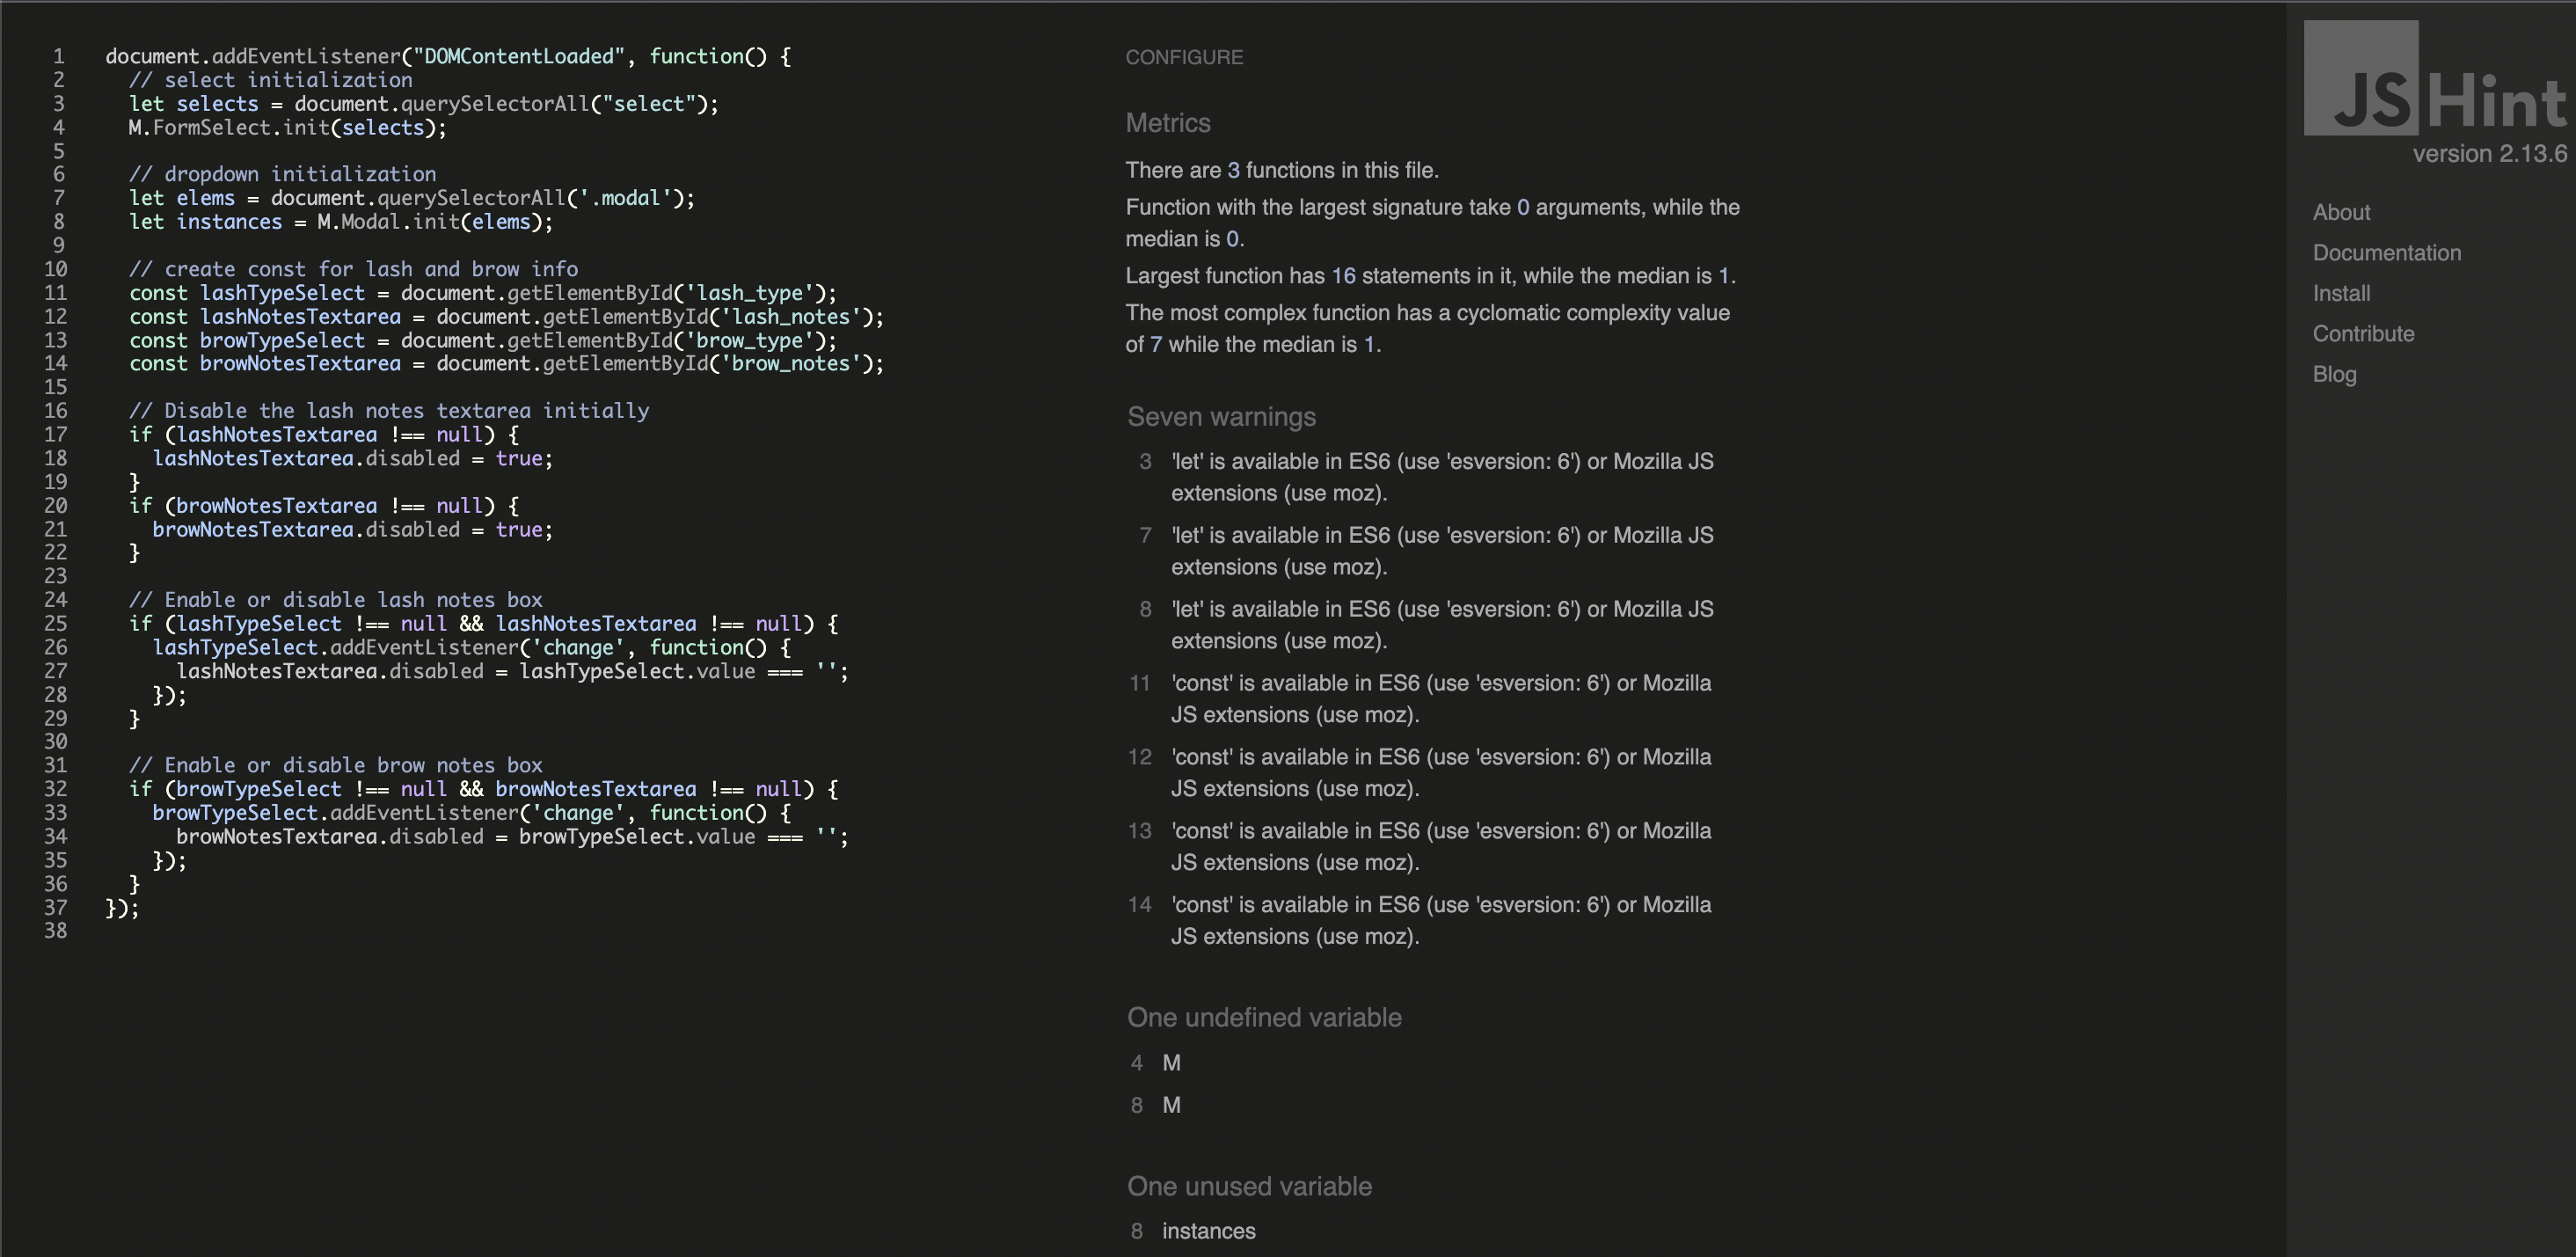 1 document.addEventListener("DOMContentLoaded", function() {
2 // select initialization
3 let selects = document.querySelectorAll("select");
4 M.FormSelect.init(selects);
5
6 // dropdown initialization
7 let elems = document.querySelectorAll('.modal');
8 let instances = M.Modal.init(elems);
9
10 // create const for lash and brow info
11 const lashTypeSelect = document.getElementById('lash_type');
12 const lashNotesTextarea = document.getElementById('lash_notes');
13 const browTypeSelect = document.getElementById('brow_type');
14 const browNotesTextarea = document.getElementById('brow_notes');
15
16 // Disable the lash notes textarea initially
17 if (lashNotesTextarea !== null) {
18 lashNotesTextarea.disabled = true;
19 }
20 if (browNotesTextarea !== null) {
21 browNotesTextarea.disabled = true;
22 }
23
24 // Enable or disable lash notes box
25 if (lashTypeSelect !== null && lashNotesTextarea !== null) {
26 lashTypeSelect.addEventListener('change', function() {
27 lashNotesTextarea.disabled = lashTypeSelect.value === '';
28 });
29 }
30
31 // Enable or disable brow notes box
32 if (browTypeSelect !== null && browNotesTextarea !== null) {
33 browTypeSelect.addEventListener('change', function() {
34 browNotesTextarea.disabled = browTypeSelect.value === '';
35 });
36 }
37 });
38
CONFIGURE
Metrics
There are 3 functions in this file.
Function with the largest signature take 0 arguments, while the
median is 0.
Largest function has 16 statements in it, while the median is 1.
The most complex function has a cyclomatic complexity value
of 7 while the median is 1.
Seven warnings
3 'let' is available in ES6 (use 'esversion: 6') or Mozilla JS
extensions (use moz).
7 'let' is available in ES6 (use 'esversion: 6') or Mozilla JS
extensions (use moz).
8 'let' is available in ES6 (use 'esversion: 6') or Mozilla JS
extensions (use moz).
11 'const' is available in ES6 (use 'esversion: 6') or Mozilla
JS extensions (use moz).
12 'const' is available in ES6 (use 'esversion: 6') or Mozilla
JS extensions (use moz).
13 'const' is available in ES6 (use 'esversion: 6') or Mozilla
JS extensions (use moz).
14 'const' is available in ES6 (use 'esversion: 6') or Mozilla
JS extensions (use moz).
One undefined variable
4 M
8 M
One unused variable
8 instances
JSHint
version 2.13.6
About
Documentation
Install
Contribute
Blog